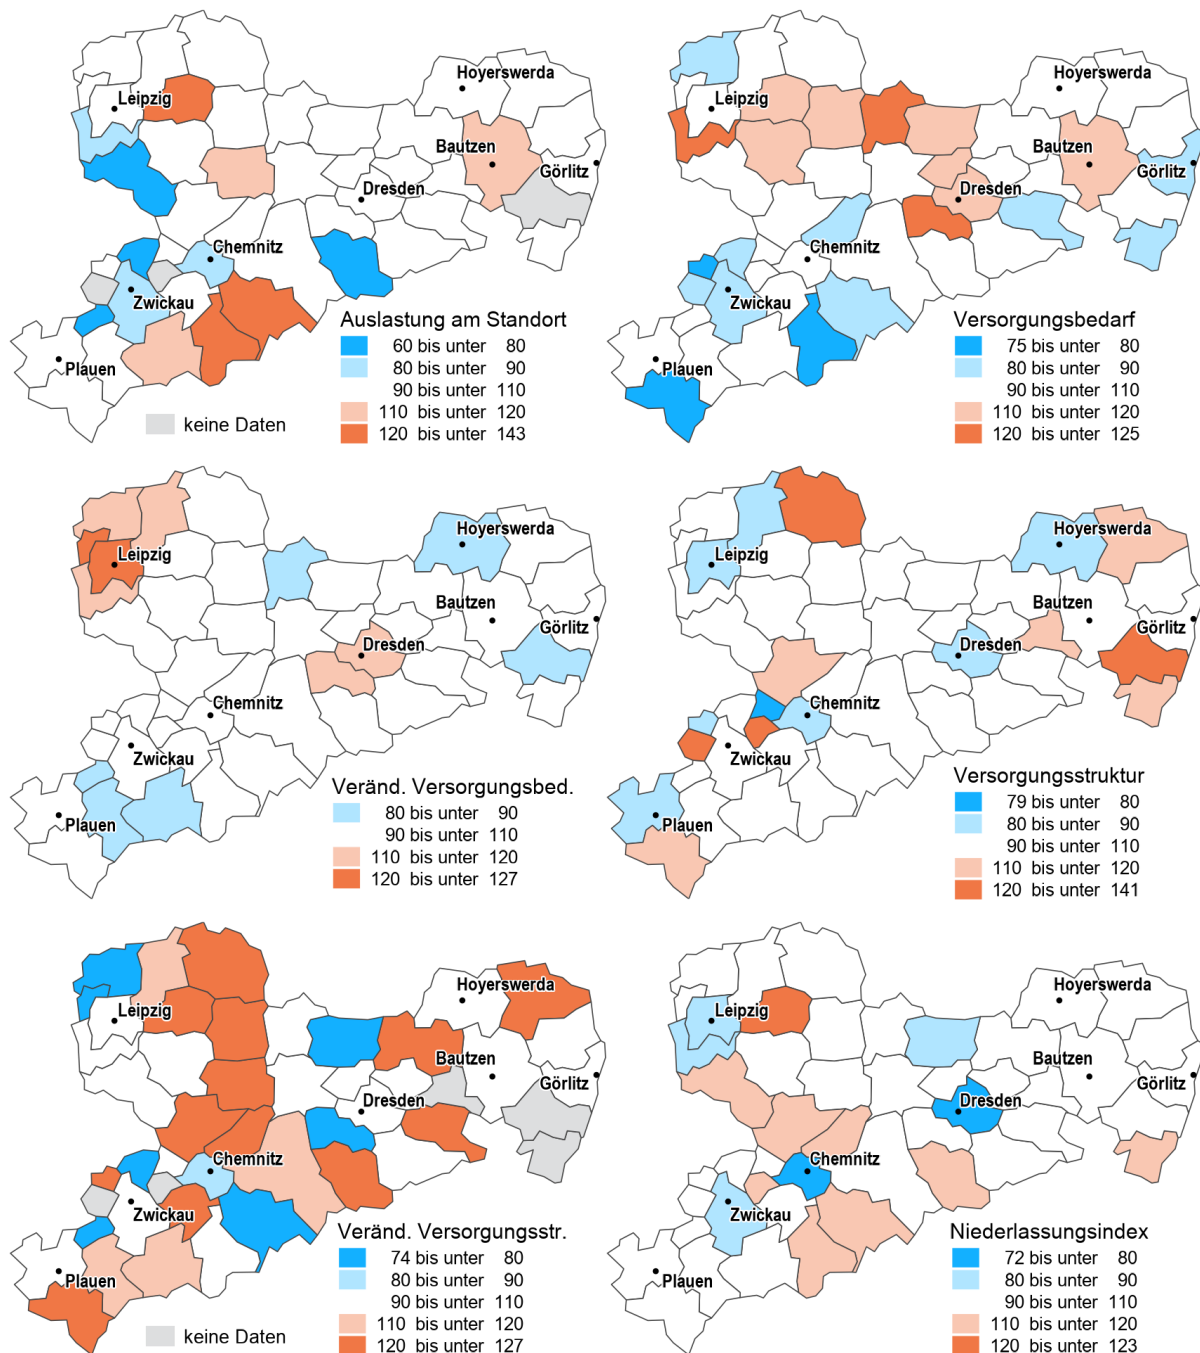 Hoyerswerda
Leipzig
Bautzen
Görlitz
Dresden
Chemnitz
Zwickau
Plauen
Auslastung am Standort
60 bis unter 80
80 bis unter 90
90 bis unter 110
110 bis unter 120
120 bis unter 143
keine Daten
Hoyerswerda
Leipzig
Bautzen
Görlitz
Dresden
Chemnitz
Zwickau
Plauen
Versorgungsbedarf
75 bis unter 80
80 bis unter 90
90 bis unter 110
110 bis unter 120
120 bis unter 125
Hoyerswerda
Leipzig
Bautzen
Görlitz
Dresden
Chemnitz
Zwickau
Plauen
Veränd. Versorgungsbed.
80 bis unter 90
90 bis unter 110
110 bis unter 120
120 bis unter 127
Hoyerswerda
Leipzig
Bautzen
Görlitz
Dresden
Chemnitz
Zwickau
Plauen
Versorgungsstruktur
79 bis unter 80
80 bis unter 90
90 bis unter 110
110 bis unter 120
120 bis unter 141
Hoyerswerda
Leipzig
Bautzen
Görlitz
Dresden
Chemnitz
Zwickau
Plauen
Veränd. Versorgungsstr.
74 bis unter 80
80 bis unter 90
90 bis unter 110
110 bis unter 120
120 bis unter 127
keine Daten
Hoyerswerda
Leipzig
Bautzen
Görlitz
Dresden
Chemnitz
Zwickau
Plauen
Niederlassungsindex
72 bis unter 80
80 bis unter 90
90 bis unter 110
110 bis unter 120
120 bis unter 123